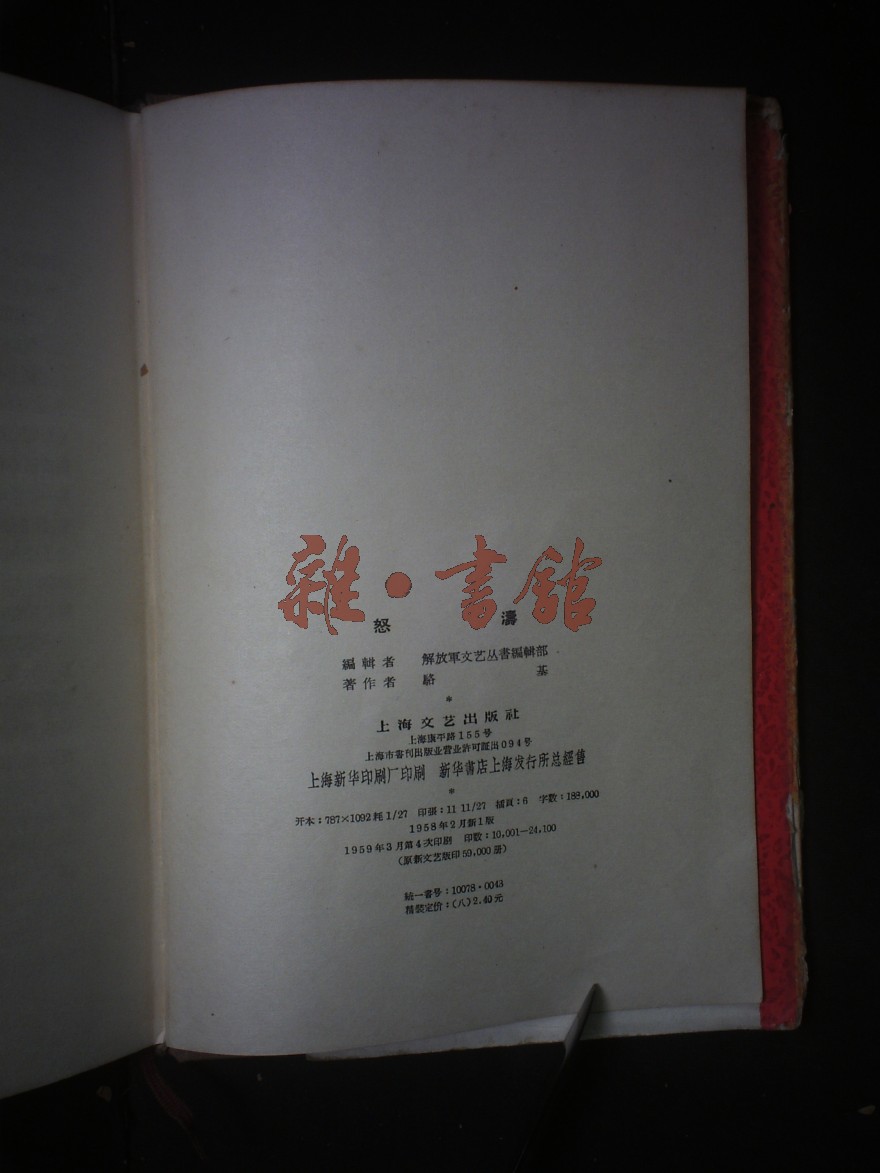 雜·書館
怒 濤
編輯者 解放軍文艺丛書編輯部
著作者 駱 基
*
上海文艺出版社
上海康平路155号
上海市書刊出版业营业許可証出094号
上海新华印刷厂印刷 新华書店上海发行所总經售
*
开本:787×1092耗1/27 印張:11 11/27 插頁:6 字数:188,000
1958年2月新1版
1959年3月第4次印刷 印数:10,001—24,100
(原新文艺版印59,000册)
統一書号:10078·0043
精裝定价:(八)2.40元